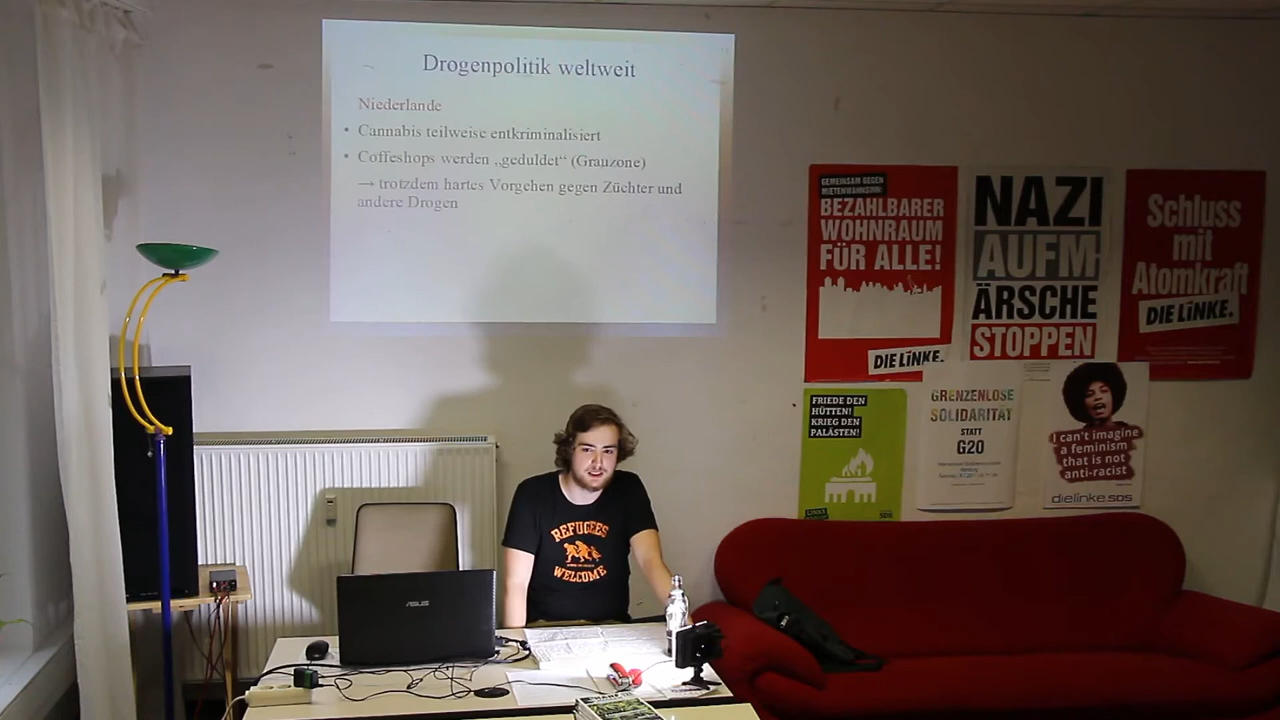 Drogenpolitik weltweit
Niederlande
• Cannabis teilweise entkriminalisiert
• Coffeshops werden „geduldet“ (Grauzone)
→ trotzdem hartes Vorgehen gegen Züchter und
andere Drogen
GEMEINSAM GEGEN
MIETENWAHNSINN:
BEZAHLBARER
WOHNRAUM
FÜR ALLE!
DIE LINKE.
NAZI
AUFM
ÄRSCHE
STOPPEN
Schluss
mit
Atomkraft
DIE LINKE.
FRIEDE DEN
HÜTTEN!
KRIEG DEN
PALÄSTEN!
SDS
GRENZENLOSE
SOLIDARITÄT
STATT
G20
I can't imagine
a feminism
that is not
anti-racist
dielinke.SDS
REFUGEES
WELCOME
ASUS